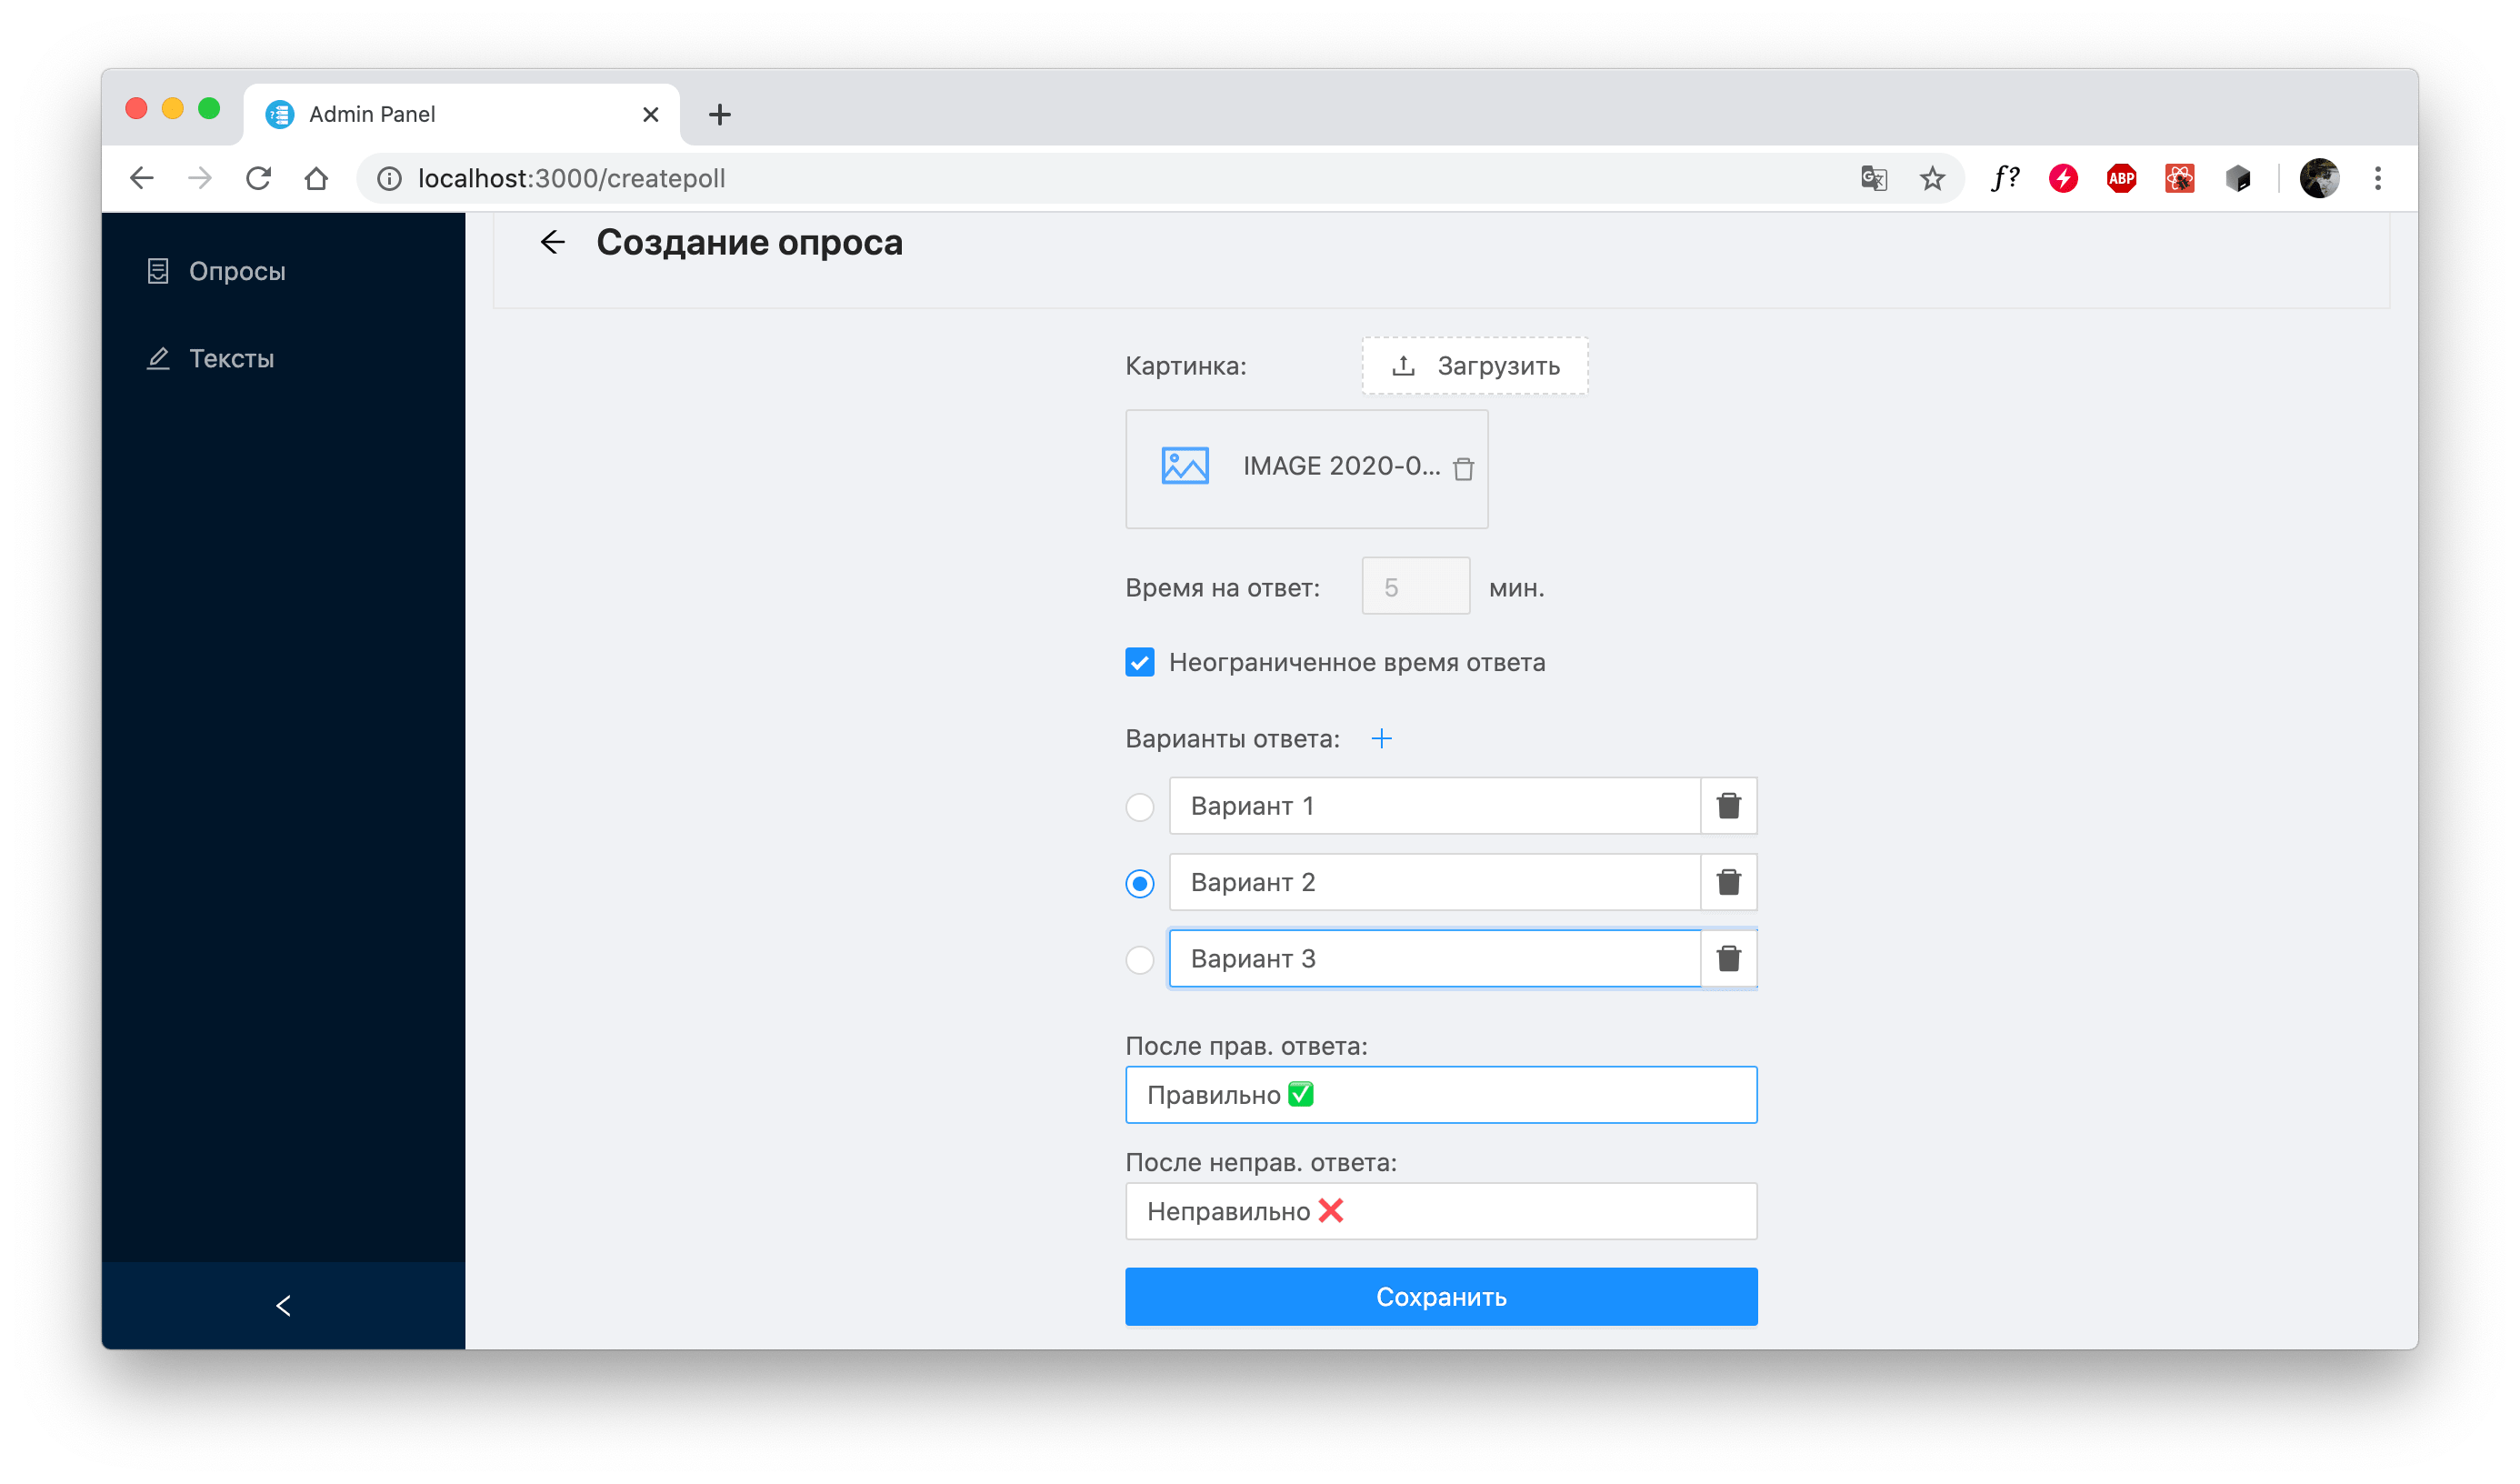 Admin Panel
localhost:3000/createpoll
f?
ABP
Опросы
Тексты
Создание опроса
Картинка:
Загрузить
IMAGE 2020-0...
Время на ответ:
5
мин.
Неограниченное время ответа
Варианты ответа:
Вариант 1
Вариант 2
Вариант 3
После прав. ответа:
Правильно ✅
После неправ. ответа:
Неправильно ❌
Сохранить